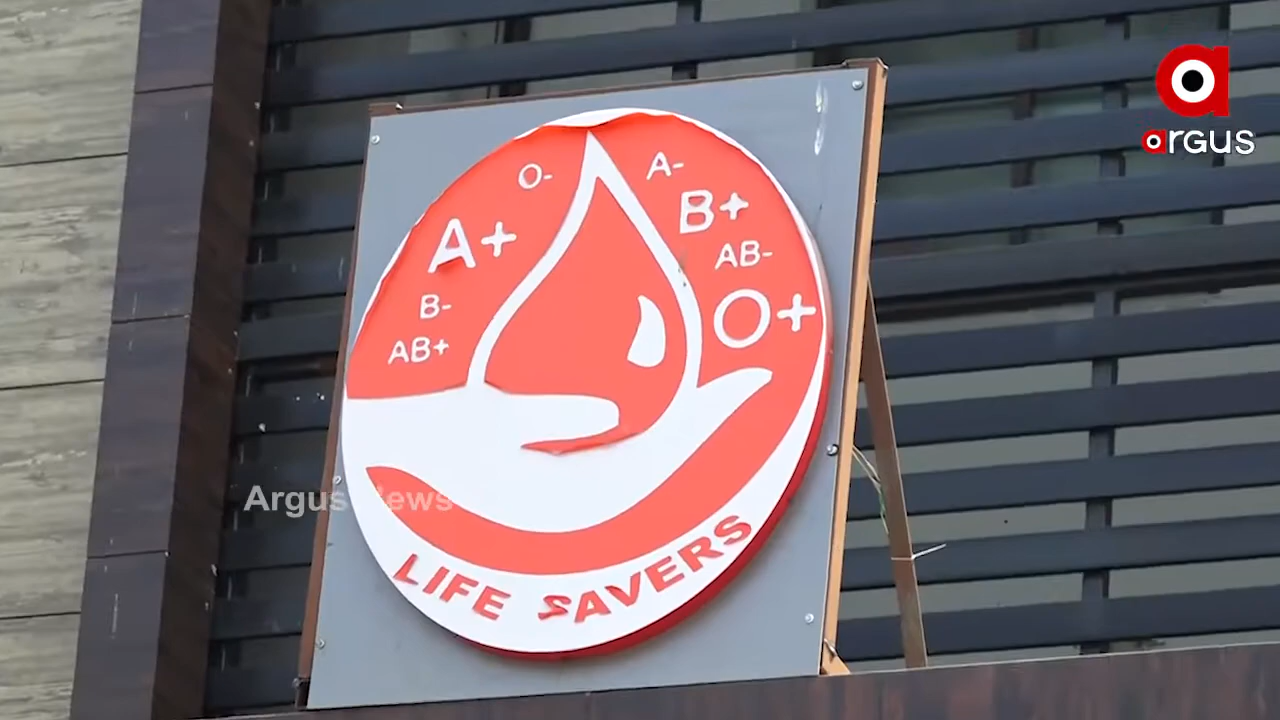 argus
O-
A-
A+
B+
AB-
B-
O+
AB+
Argus News
LIFE SAVERS